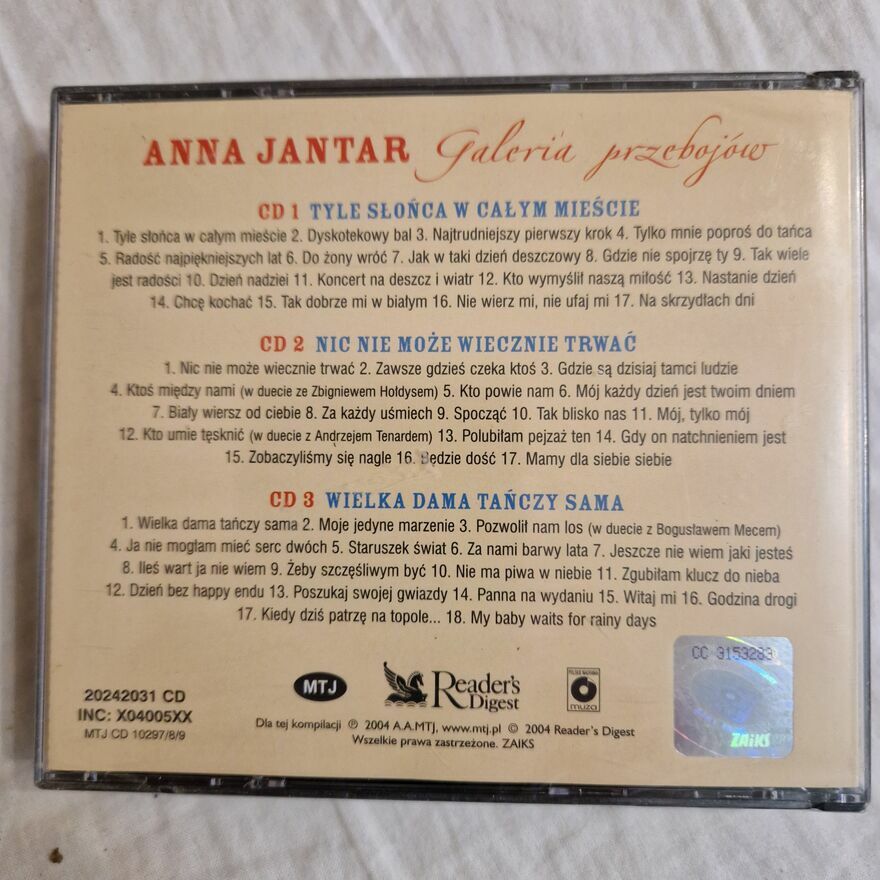 ANNA JANTAR Galeria przebojów
CD 1 TYLE SŁOŃCA W CAŁYM MIEŚCIE
1. Tyle słońca w całym mieście 2. Dyskotekowy bal 3. Najtrudniejszy pierwszy krok 4. Tylko mnie poproś do tańca
5. Radość najpiękniejszych lat 6. Do żony wróć 7. Jak w taki dzień deszczowy 8. Gdzie nie spojrzę ty 9. Tak wiele
jest radości 10. Dzień nadziei 11. Koncert na deszcz i wiatr 12. Kto wymyślił naszą miłość 13. Nastanie dzień
14. Chcę kochać 15. Tak dobrze mi w białym 16. Nie wierz mi, nie ufaj mi 17. Na skrzydłach dni
CD 2 NIC NIE MOŻE WIECZNIE TRWAĆ
1. Nic nie może wiecznie trwać 2. Zawsze gdzieś czeka ktoś 3. Gdzie są dzisiaj tamci ludzie
4. Ktoś między nami (w duecie ze Zbigniewem Hołdysem) 5. Kto powie nam 6. Mój każdy dzień jest twoim dniem
7. Biały wiersz od ciebie 8. Za każdy uśmiech 9. Spocząć 10. Tak blisko nas 11. Mój, tylko mój
12. Kto umie tęsknić (w duecie z Andrzejem Tenardem) 13. Polubiłam pejzaż ten 14. Gdy on natchnieniem jest
15. Zobaczyliśmy się nagle 16. Będzie dość 17. Mamy dla siebie siebie
CD 3 WIELKA DAMA TAŃCZY SAMA
1. Wielka dama tańczy sama 2. Moje jedyne marzenie 3. Pozwolił nam los (w duecie z Bogusławem Mecem)
4. Ja nie mogłam mieć serc dwóch 5. Staruszek świat 6. Za nami barwy lata 7. Jeszcze nie wiem jaki jesteś
8. Ileś wart ja nie wiem 9. Żeby szczęśliwym być 10. Nie ma piwa w niebie 11. Zgubiłam klucz do nieba
12. Dzień bez happy endu 13. Poszukaj swojej gwiazdy 14. Panna na wydaniu 15. Witaj mi 16. Godzina drogi
17. Kiedy dziś patrzę na topole... 18. My baby waits for rainy days
CC 3153283
20242031 CD
INC: X04005XX
MTJ CD 10297/8/9
MTJ
Reader's
Digest
POLSKIE NAGRANIA
muza
Dla tej kompilacji ℗ 2004 A.A.MTJ, www.mtj.pl © 2004 Reader's Digest
Wszelkie prawa zastrzeżone. ZAIKS
ZAiKS